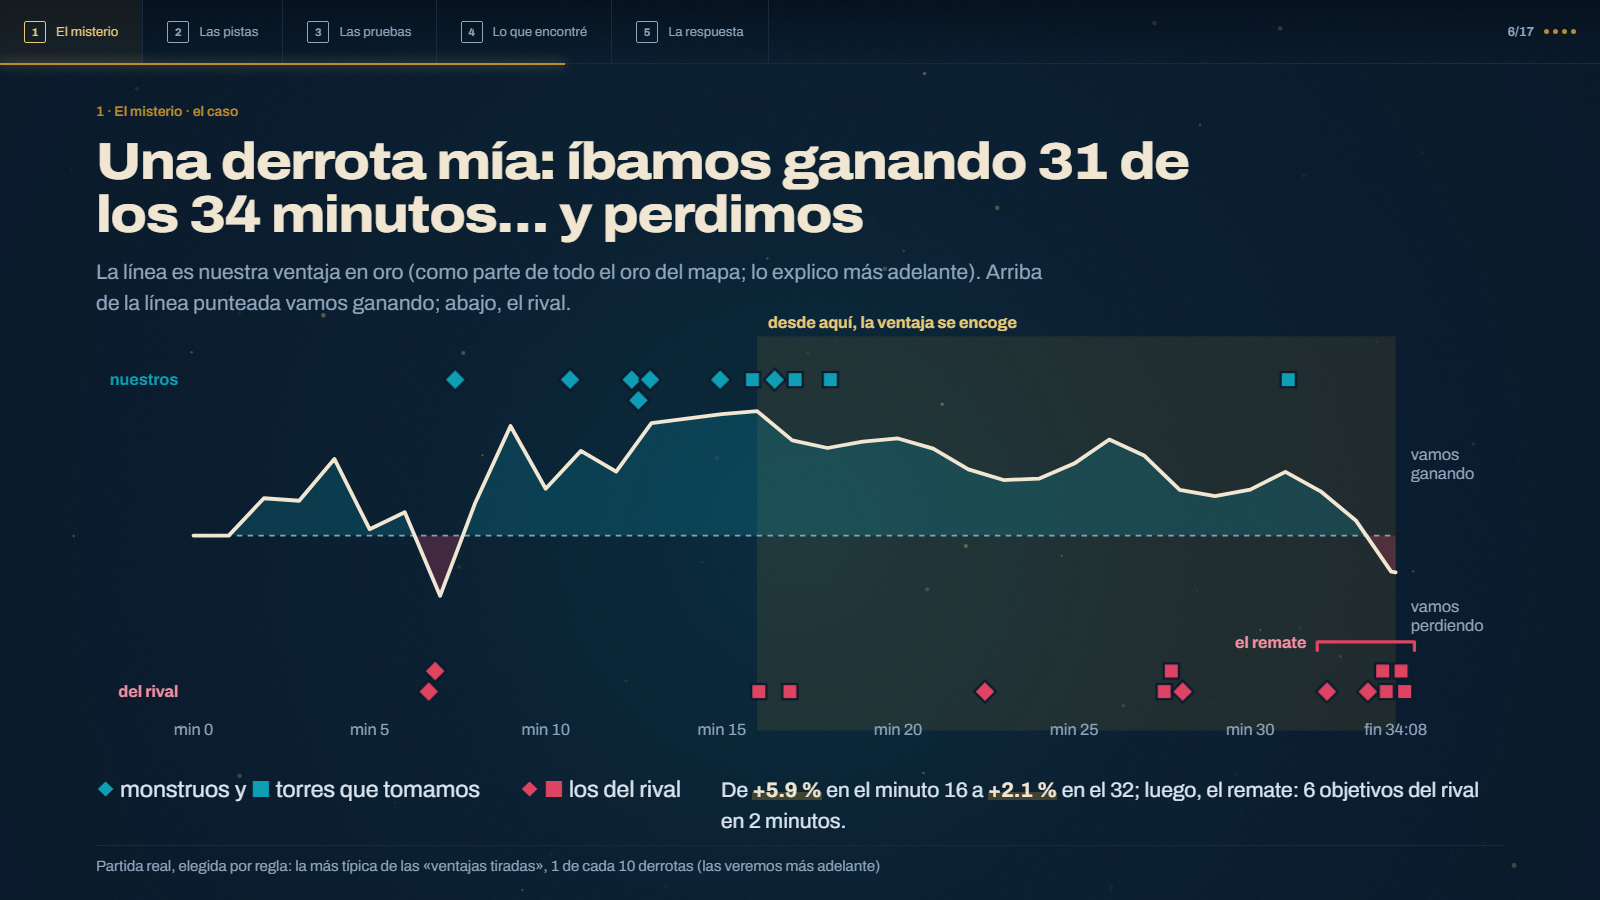 1 El misterio
2 Las pistas
3 Las pruebas
4 Lo que encontré
5 La respuesta
6/17
1 · El misterio · el caso
Una derrota mía: íbamos ganando 31 de
los 34 minutos... y perdimos
La línea es nuestra ventaja en oro (como parte de todo el oro del mapa; lo explico más adelante). Arriba
de la línea punteada vamos ganando; abajo, el rival.
desde aquí, la ventaja se encoge
nuestros
vamos
ganando
vamos
perdiendo
el remate
del rival
min 0
min 5
min 10
min 15
min 20
min 25
min 30
fin 34:08
monstruos y torres que tomamos
los del rival
De +5.9 % en el minuto 16 a +2.1 % en el 32; luego, el remate: 6 objetivos del rival
en 2 minutos.
Partida real, elegida por regla: la más típica de las «ventajas tiradas», 1 de cada 10 derrotas (las veremos más adelante)